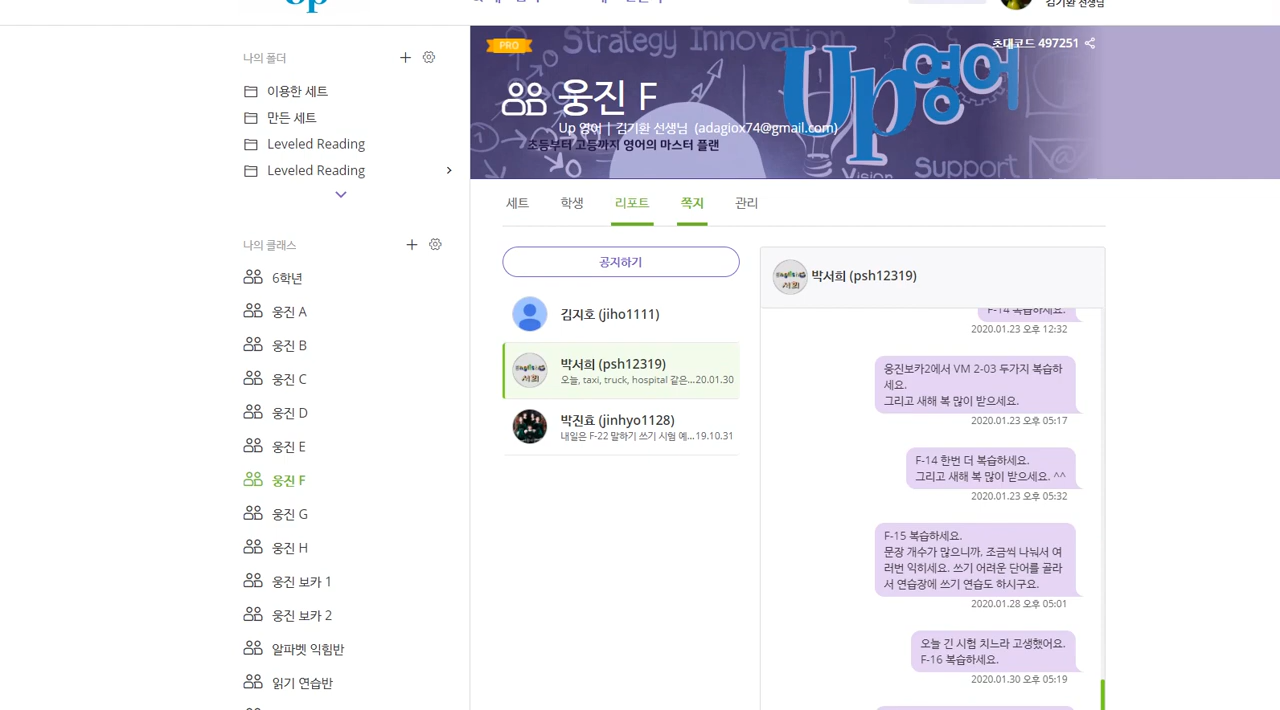 Up
김기환 선생님
나의 폴더
이용한 세트
만든 세트
Leveled Reading
Leveled Reading
나의 클래스
6학년
웅진 A
웅진 B
웅진 C
웅진 D
웅진 E
웅진 F
웅진 G
웅진 H
웅진 보카 1
웅진 보카 2
알파벳 익힘반
읽기 연습반
PRO
Strategy Innovation
초대코드 497251
웅진 F
Up영어
Up 영어 | 김기환 선생님 (adagiox74@gmail.com)
초등부터 고등까지 영어의 마스터 플랜
Vision
Support
세트
학생
리포트
쪽지
관리
공지하기
김지호 (jiho1111)
박서희 (psh12319)
오늘, taxi, truck, hospital 같은...20.01.30
박진효 (jinhyo1128)
내일은 F-22 말하기 쓰기 시험 예...19.10.31
박서희 (psh12319)
F-14 복습하세요.
2020.01.23 오후 12:32
웅진보카2에서 VM 2-03 두가지 복습하
세요.
그리고 새해 복 많이 받으세요.
2020.01.23 오후 05:17
F-14 한번 더 복습하세요.
그리고 새해 복 많이 받으세요. ^^
2020.01.23 오후 05:32
F-15 복습하세요.
문장 개수가 많으니까, 조금씩 나눠서 여
러번 익히세요. 쓰기 어려운 단어를 골라
서 연습장에 쓰기 연습도 하시구요.
2020.01.28 오후 05:01
오늘 긴 시험 치느라 고생했어요.
F-16 복습하세요.
2020.01.30 오후 05:19